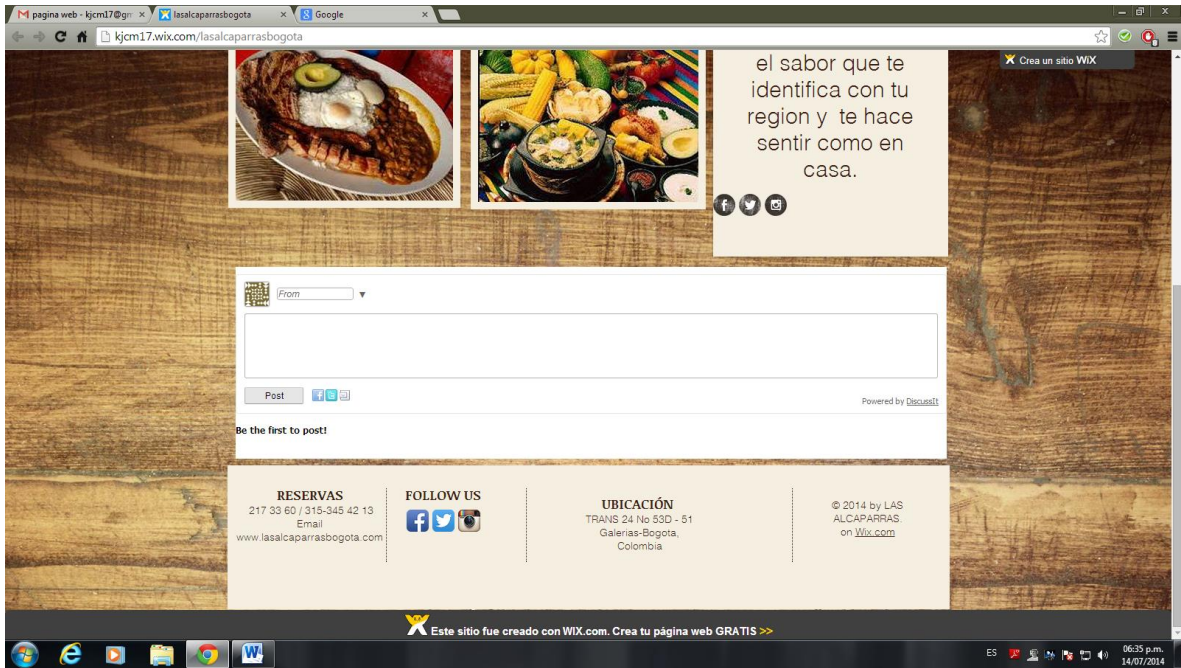 pagina web - kjcm17@gm
lasalcaparrasbogota
Google
kjcm17.wix.com/lasalcaparrasbogota
Crea un sitio WiX
el sabor que te
identifica con tu
region y te hace
sentir como en
casa.
From
Post
Powered by DiscussIt
Be the first to post!
RESERVAS
217 33 60 / 315-345 42 13
Email
www.lasalcaparrasbogota.com
FOLLOW US
UBICACIÓN
TRANS 24 No 53D - 51
Galerias-Bogota,
Colombia
© 2014 by LAS
ALCAPARRAS.
on Wix.com
Este sitio fue creado con WIX.com. Crea tu página web GRATIS >>
ES
06:35 p.m.
14/07/2014